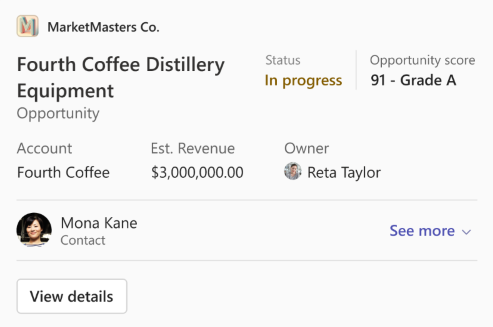 MarketMasters Co.
Fourth Coffee Distillery
Equipment
Opportunity
Status
In progress
Opportunity score
91 - Grade A
Account
Fourth Coffee
Est. Revenue
$3,000,000.00
Owner
Reta Taylor
Mona Kane
Contact
See more
View details